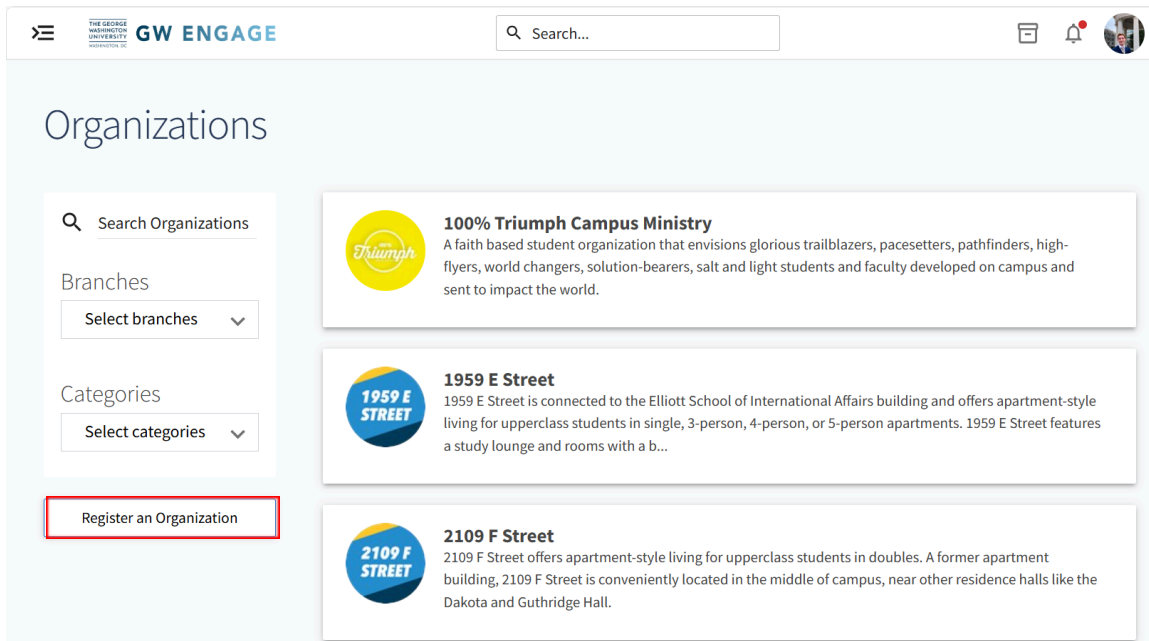 THE GEORGE
WASHINGTON
UNIVERSITY
WASHINGTON, DC
GW ENGAGE
Search...
Organizations
Search Organizations
Branches
Select branches
Categories
Select categories
Register an Organization
Triumph
100% Triumph Campus Ministry
A faith based student organization that envisions glorious trailblazers, pacesetters, pathfinders, high-
flyers, world changers, solution-bearers, salt and light students and faculty developed on campus and
sent to impact the world.
1959 E
STREET
1959 E Street
1959 E Street is connected to the Elliott School of International Affairs building and offers apartment-style
living for upperclass students in single, 3-person, 4-person, or 5-person apartments. 1959 E Street features
a study lounge and rooms with a b...
2109 F
STREET
2109 F Street
2109 F Street offers apartment-style living for upperclass students in doubles. A former apartment
building, 2109 F Street is conveniently located in the middle of campus, near other residence halls like the
Dakota and Guthridge Hall.